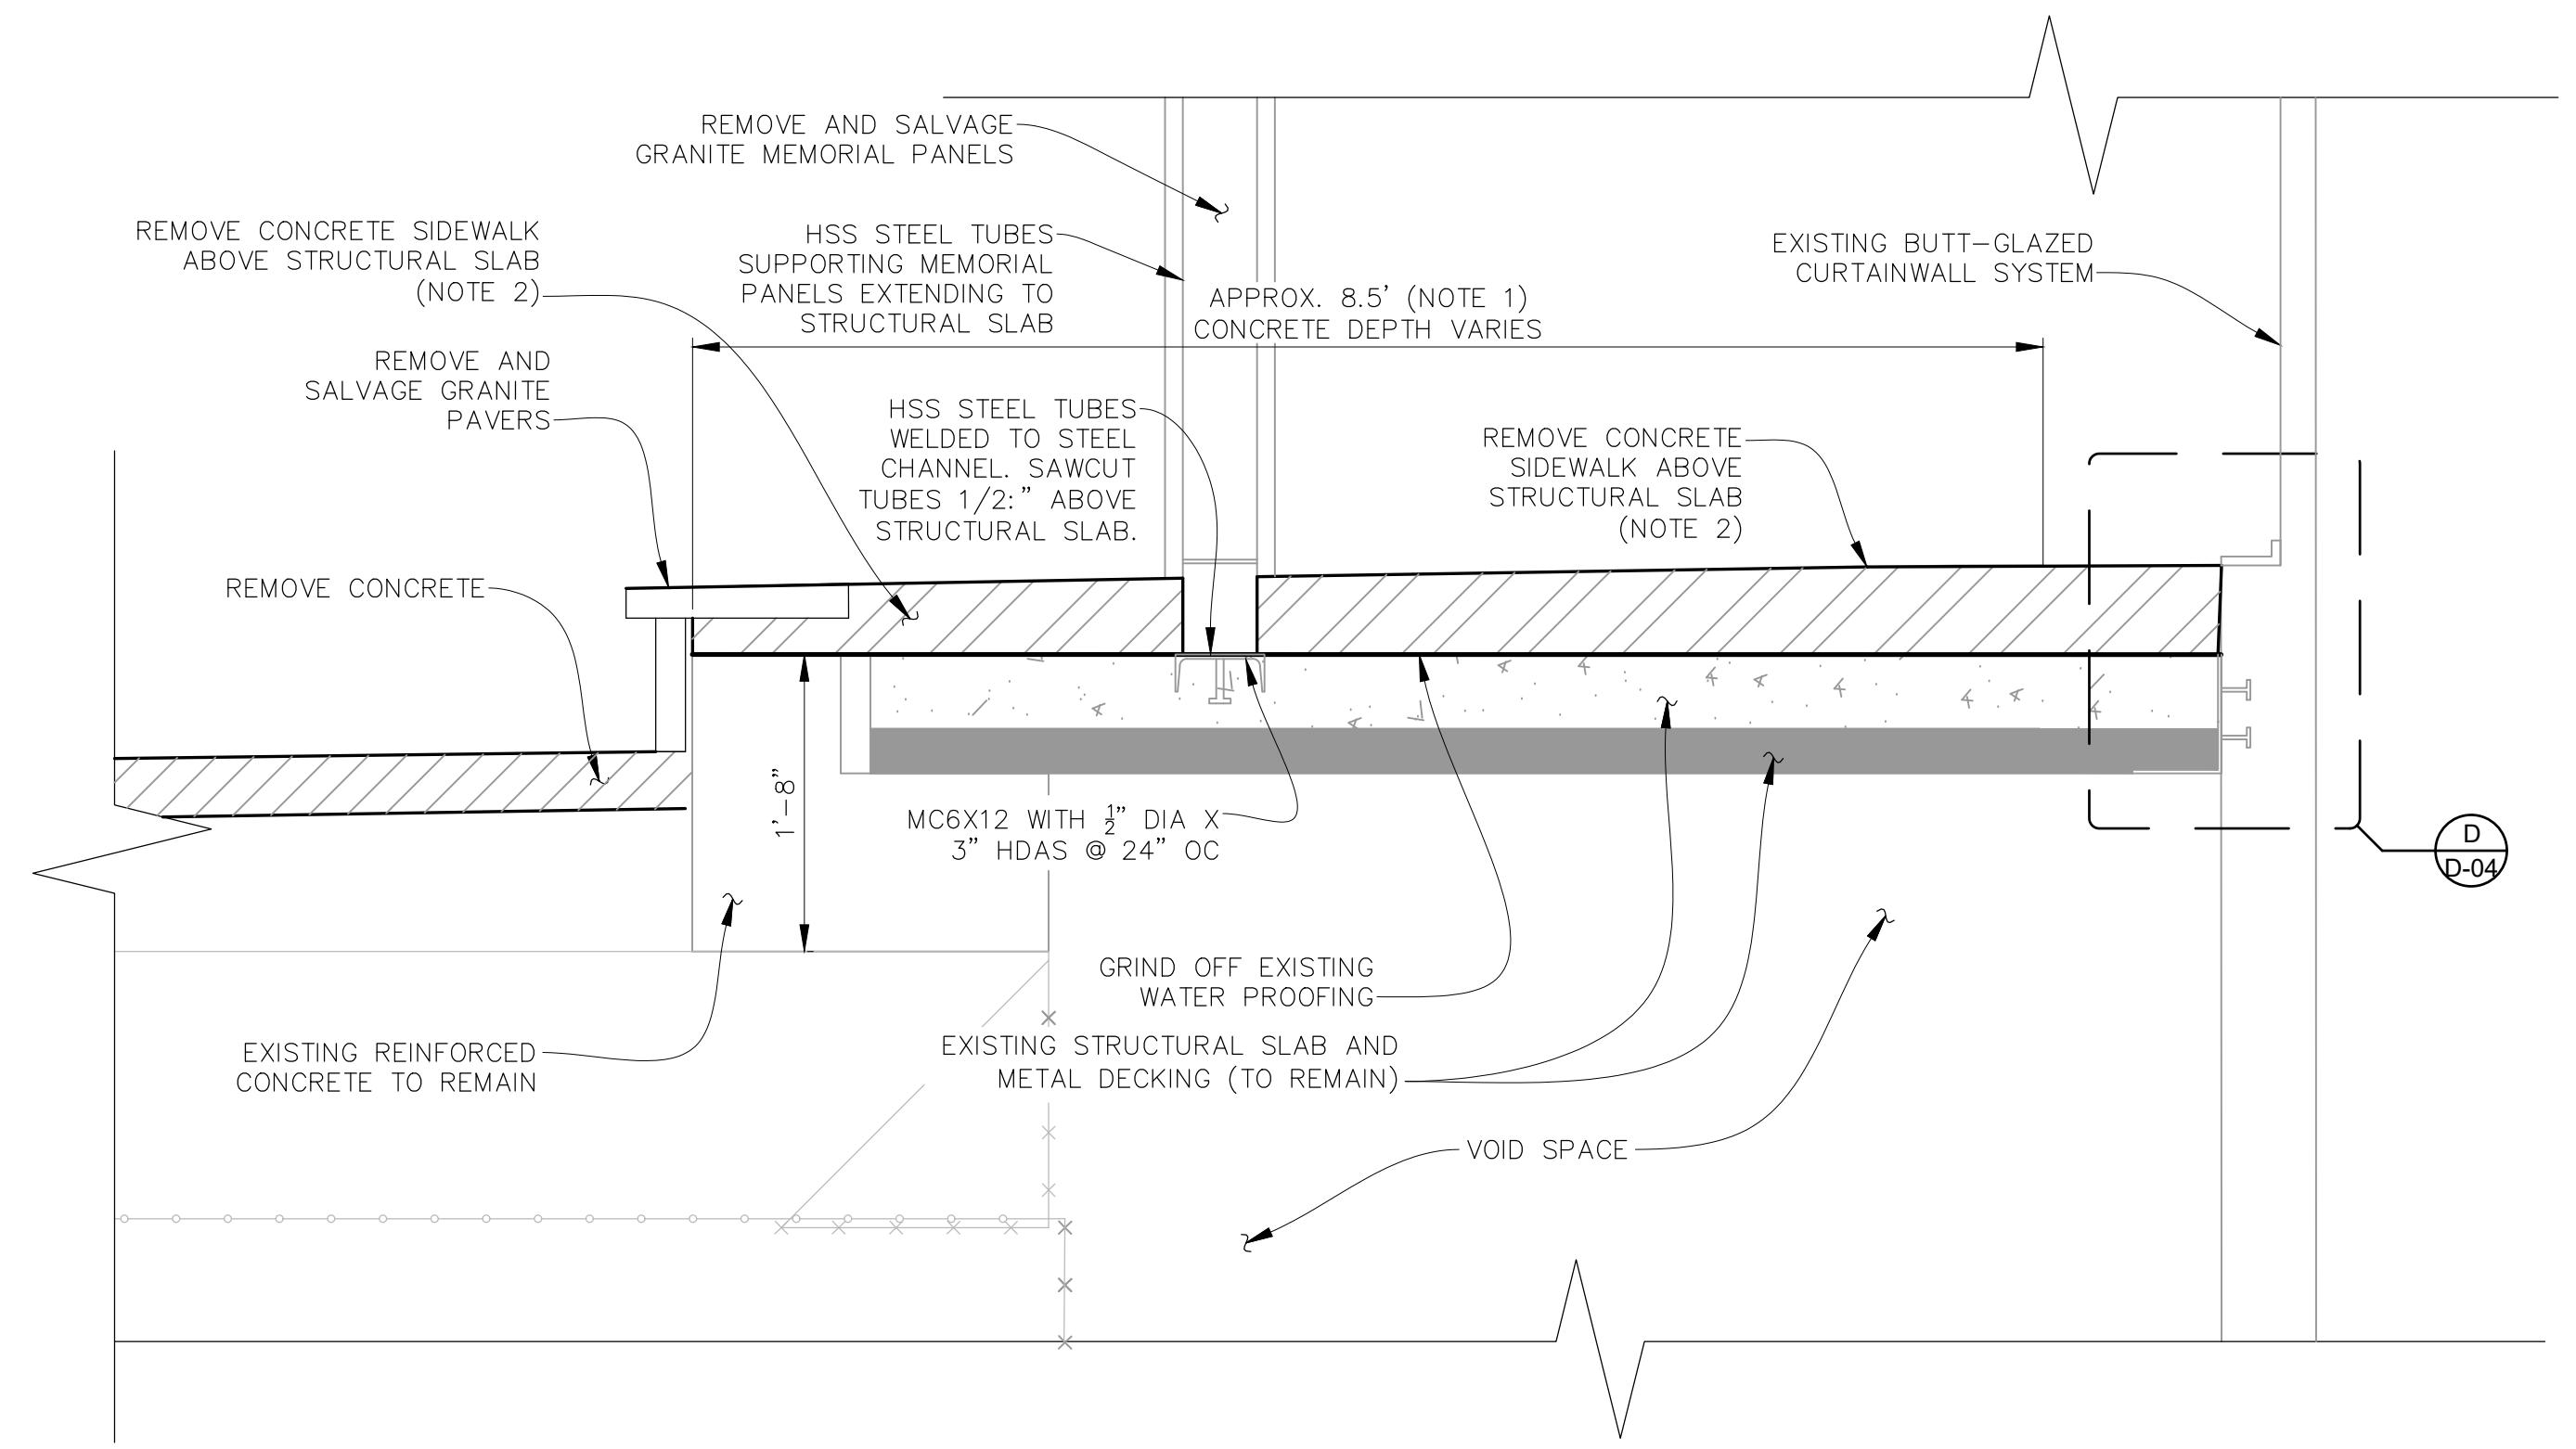 REMOVE AND SALVAGE
GRANITE MEMORIAL PANELS
REMOVE CONCRETE SIDEWALK
ABOVE STRUCTURAL SLAB
(NOTE 2)
HSS STEEL TUBES
SUPPORTING MEMORIAL
PANELS EXTENDING TO
STRUCTURAL SLAB
APPROX. 8.5' (NOTE 1)
CONCRETE DEPTH VARIES
EXISTING BUTT-GLAZED
CURTAINWALL SYSTEM
REMOVE AND
SALVAGE GRANITE
PAVERS
HSS STEEL TUBES
WELDED TO STEEL
CHANNEL. SAWCUT
TUBES 1/2:" ABOVE
STRUCTURAL SLAB.
REMOVE CONCRETE
SIDEWALK ABOVE
STRUCTURAL SLAB
(NOTE 2)
REMOVE CONCRETE
1'-8"
MC6X12 WITH ½" DIA X
3" HDAS @ 24" OC
D
D-04
GRIND OFF EXISTING
WATER PROOFING
EXISTING REINFORCED
CONCRETE TO REMAIN
EXISTING STRUCTURAL SLAB AND
METAL DECKING (TO REMAIN)
VOID SPACE